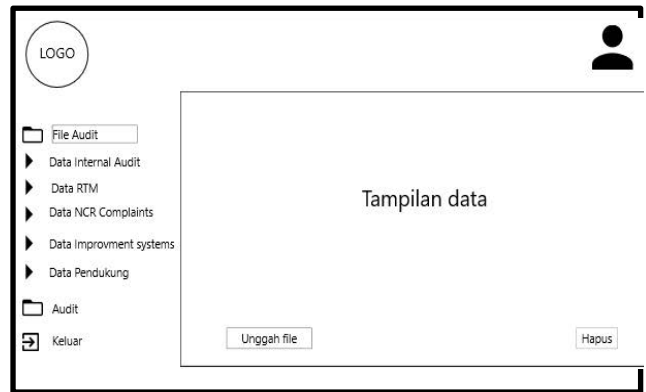 LOGO
File Audit
Data Internal Audit
Data RTM
Data NCR Complaints
Data Improvment systems
Data Pendukung
Audit
Keluar
Tampilan data
Unggah file
Hapus